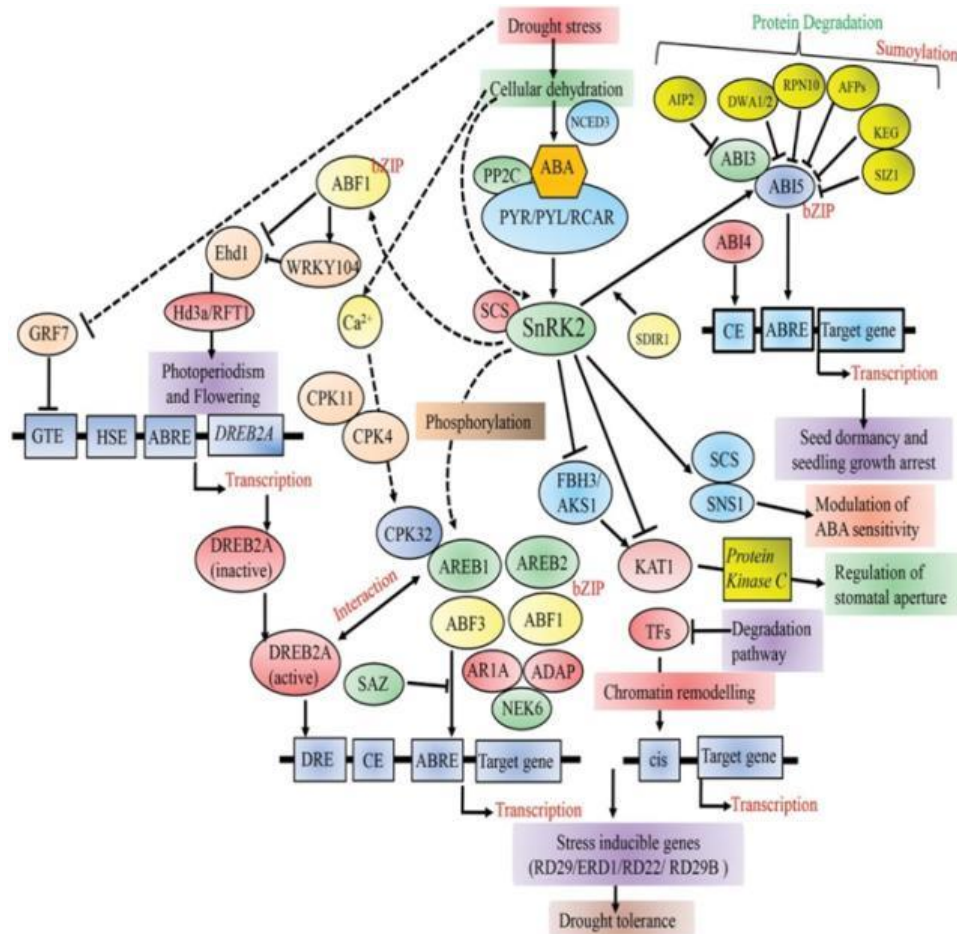 Drought stress
Protein Degradation
Sumoylation
Cellular dehydration
NCED3
AIP2
DWA1/2
RPN10
AFPs
KEG
SIZ1
ABI3
ABI5
bZIP
ABA
PP2C
PYR/PYL/RCAR
bZIP
ABF1
Ehd1
WRKY104
ABI4
Hd3a/RFT1
GRF7
Ca2+
SCS
SnRK2
SDIR1
CE
ABRE
Target gene
Transcription
Photoperiodism
and Flowering
CPK11
CPK4
Phosphorylation
GTE
HSE
ABRE
DREB2A
Transcription
Seed dormancy and
seedling growth arrest
FBH3/
AKS1
SCS
SNS1
Modulation of
ABA sensitivity
DREB2A
(inactive)
CPK32
AREB1
AREB2
bZIP
KAT1
Protein
Kinase C
Regulation of
stomatal aperture
Interaction
ABF3
ABF1
TFs
Degradation
pathway
DREB2A
(active)
SAZ
AR1A
ADAP
NEK6
Chromatin remodelling
DRE
CE
ABRE
Target gene
cis
Target gene
Transcription
Transcription
Stress inducible genes
(RD29/ERD1/RD22/ RD29B )
Drought tolerance